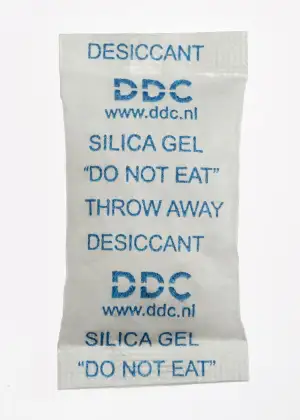 DESICCANT
DDC
www.ddc.nl
SILICA GEL
“DO NOT EAT”
THROW AWAY
DESICCANT
DDC
www.ddc.nl
SILICA GEL
“DO NOT EAT”